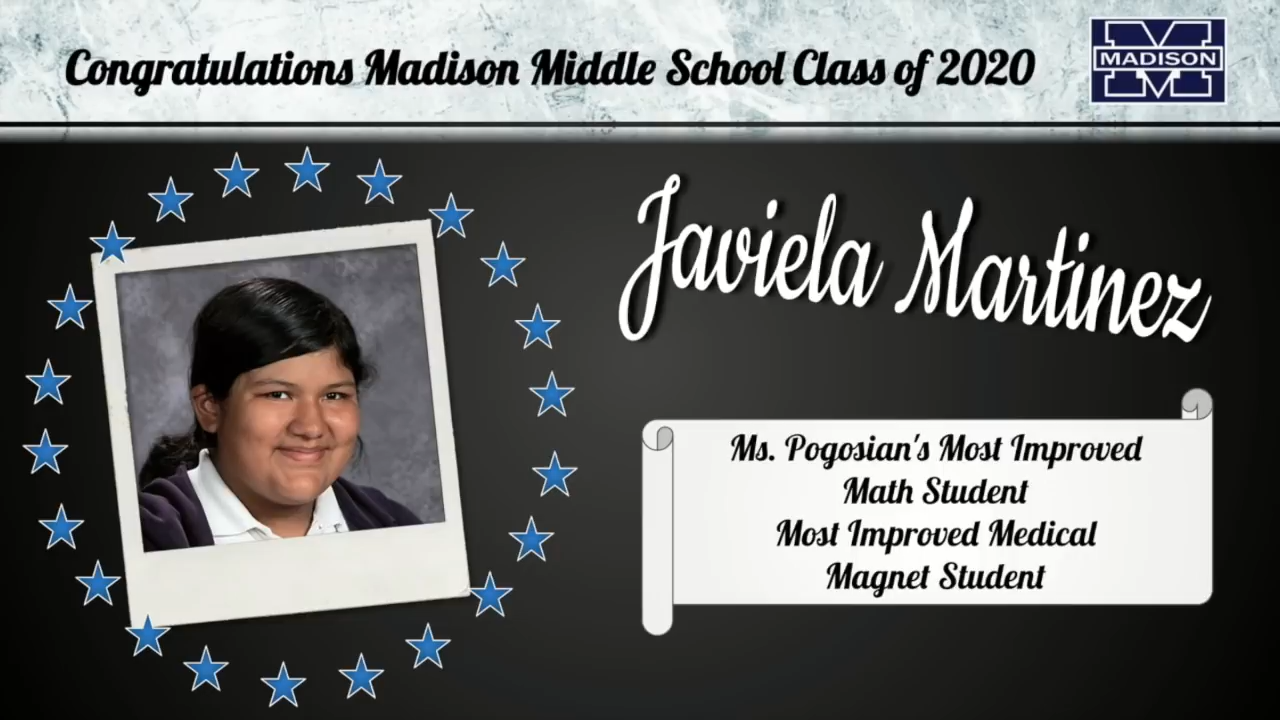 Congratulations Madison Middle School Class of 2020
M
MADISON
Javiela Martinez
Ms. Pogosian's Most Improved
Math Student
Most Improved Medical
Magnet Student